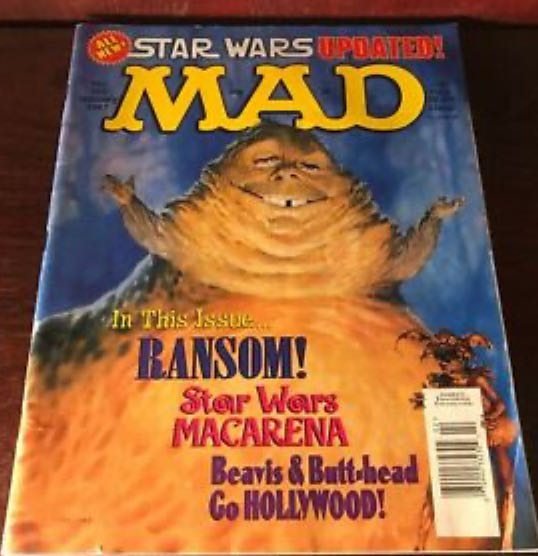 ALL NEW!
STAR WARS UPDATED!
MAD
In This Issue...
RANSOM!
Star Wars
MACARENA
Beavis & Butt-head
Go HOLLYWOOD!